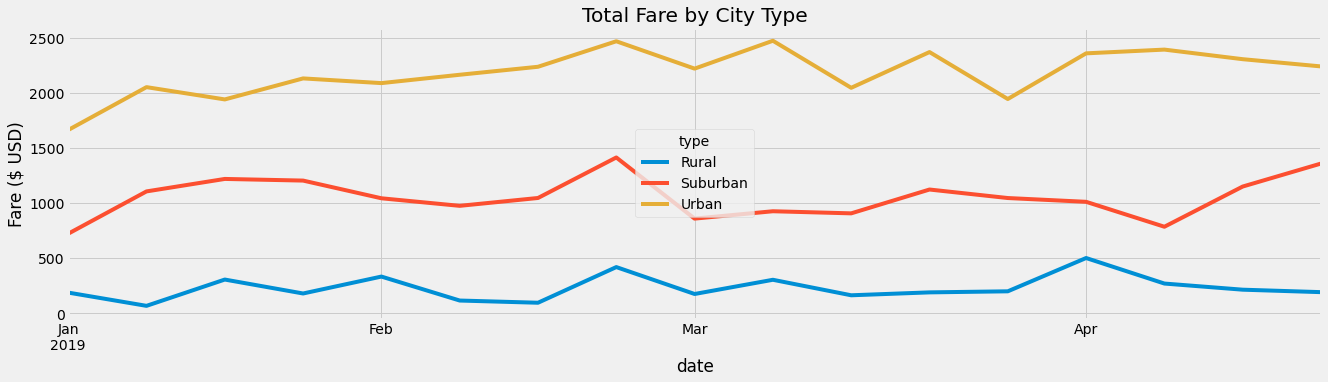 Total Fare by City Type
Fare ($ USD)
2500
2000
1500
1000
500
0
type
Rural
Suburban
Urban
Jan Feb Mar Apr
2019
date